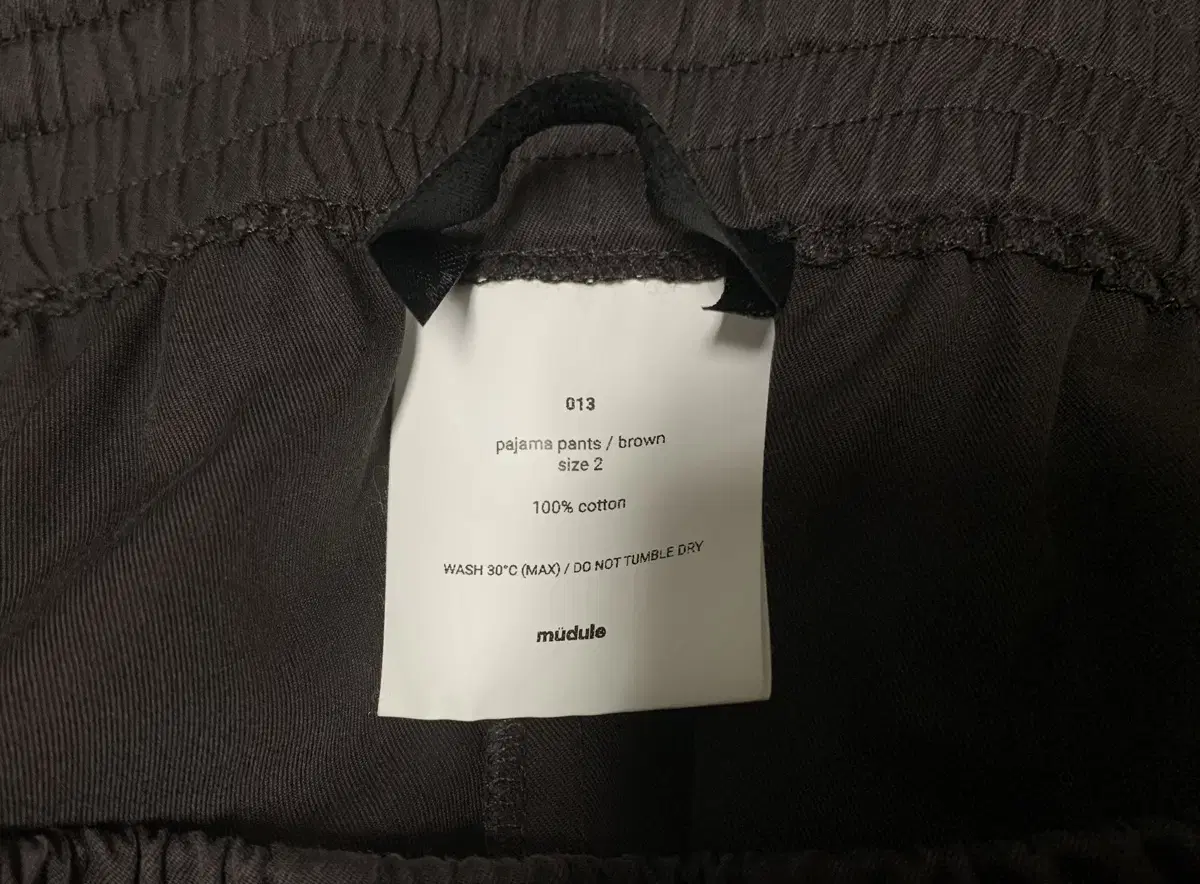 013
pajama pants / brown
size 2
100% cotton
WASH 30°C (MAX) / DO NOT TUMBLE DRY
müdule